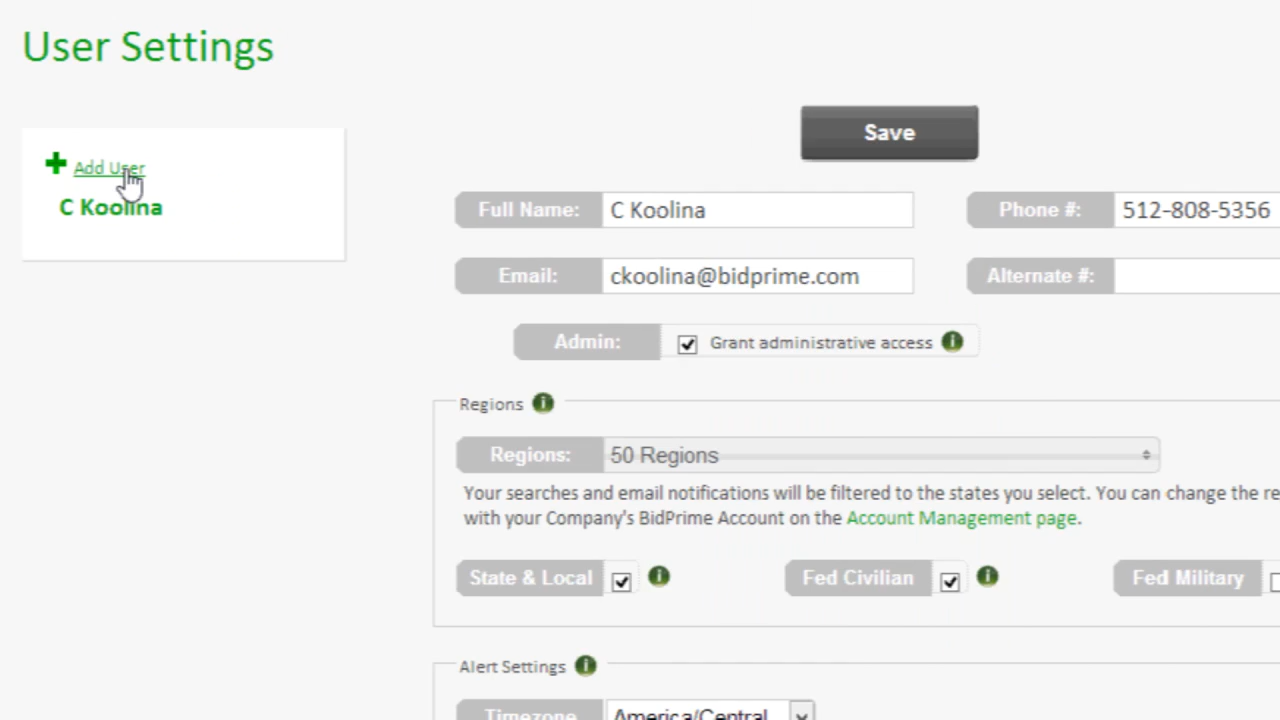 User Settings
Add User
C Koolina
Save
Full Name: C Koolina Phone #: 512-808-5356
Email: ckoolina@bidprime.com Alternate #:
Admin: Grant administrative access
Regions
Regions: 50 Regions
Your searches and email notifications will be filtered to the states you select. You can change the re
with your Company's BidPrime Account on the Account Management page.
State & Local Fed Civilian Fed Military
Alert Settings
Timezone America/Central